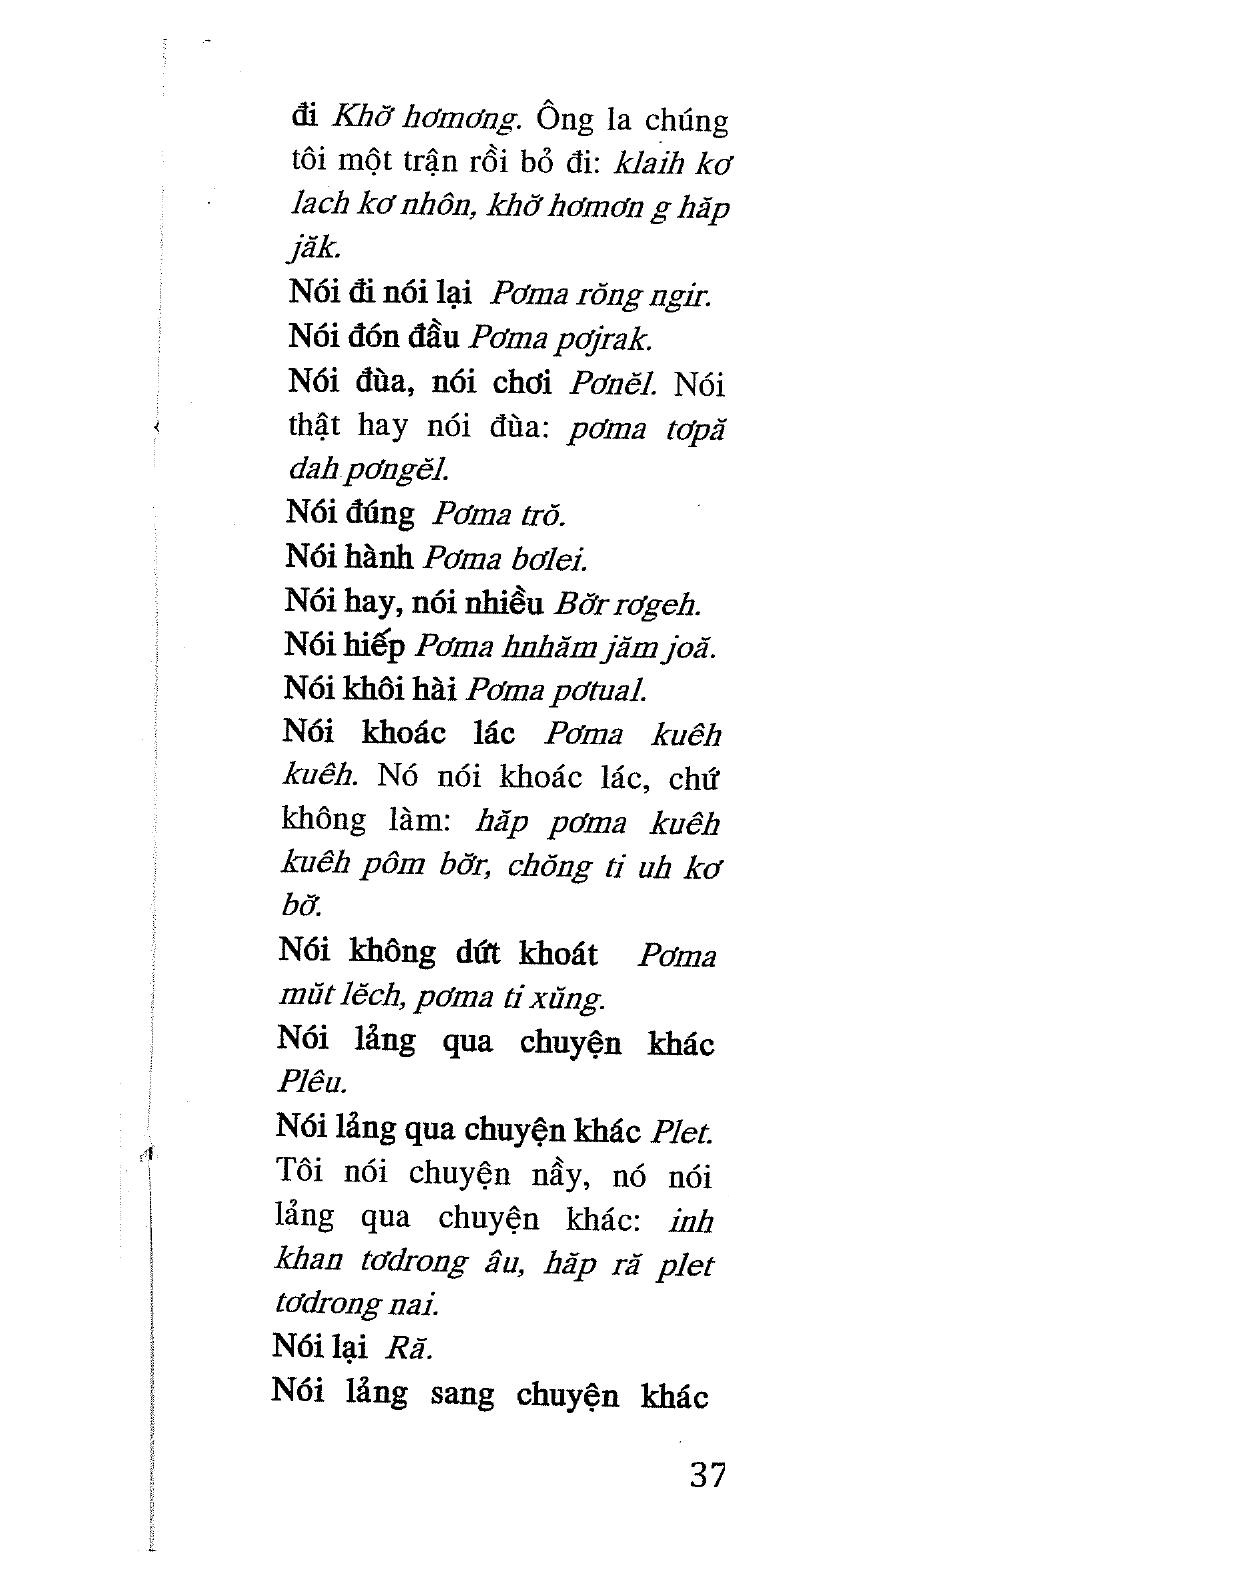 đi Khơ̆ hơmơng. Ông la chúng
tôi một trận rồi bỏ đi: klaih kơ
lach kơ nhôn, khơ̆ hơmơn g hăp
jăk.
Nói đi nói lại Pơma rŏng ngir.
Nói đón đầu Pơma pơjrak.
Nói đùa, nói chơi Pơnĕl. Nói
thật hay nói đùa: pơma tơpă
dah pơngĕl.
Nói đúng Pơma trŏ.
Nói hành Pơma bơlei.
Nói hay, nói nhiều Bơ̆r rơgeh.
Nói hiếp Pơma hnhăm jăm joă.
Nói khôi hài Pơma pơtual.
Nói khoác lác Pơma kuêh
kuêh. Nó nói khoác lác, chứ
không làm: hăp pơma kuêh
kuêh pôm bơ̆r, chŏng ti uh kơ
bơ̆.
Nói không dứt khoát Pơma
mŭt lĕch, pơma ti xŭng.
Nói lảng qua chuyện khác
Plêu.
Nói lảng qua chuyện khác Plet.
Tôi nói chuyện nầy, nó nói
lảng qua chuyện khác: inh
khan tơdrong âu, hăp ră plet
tơdrong nai.
Nói lại Ră.
Nói lảng sang chuyện khác
37